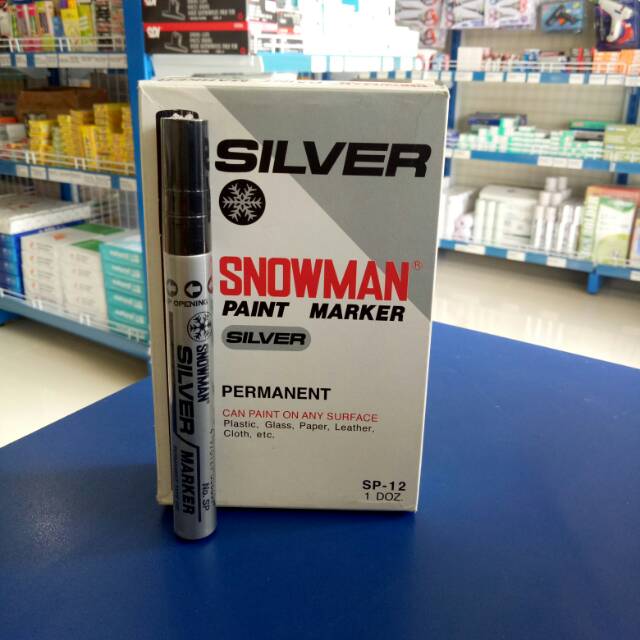 SILVER
SNOWMAN®
PAINT MARKER
SILVER
PERMANENT
CAN PAINT ON ANY SURFACE
Plastic, Glass, Paper, Leather,
Cloth, etc.
SP-12
1 DOZ.
OPENING
SNOWMAN
SILVER MARKER
No. SP